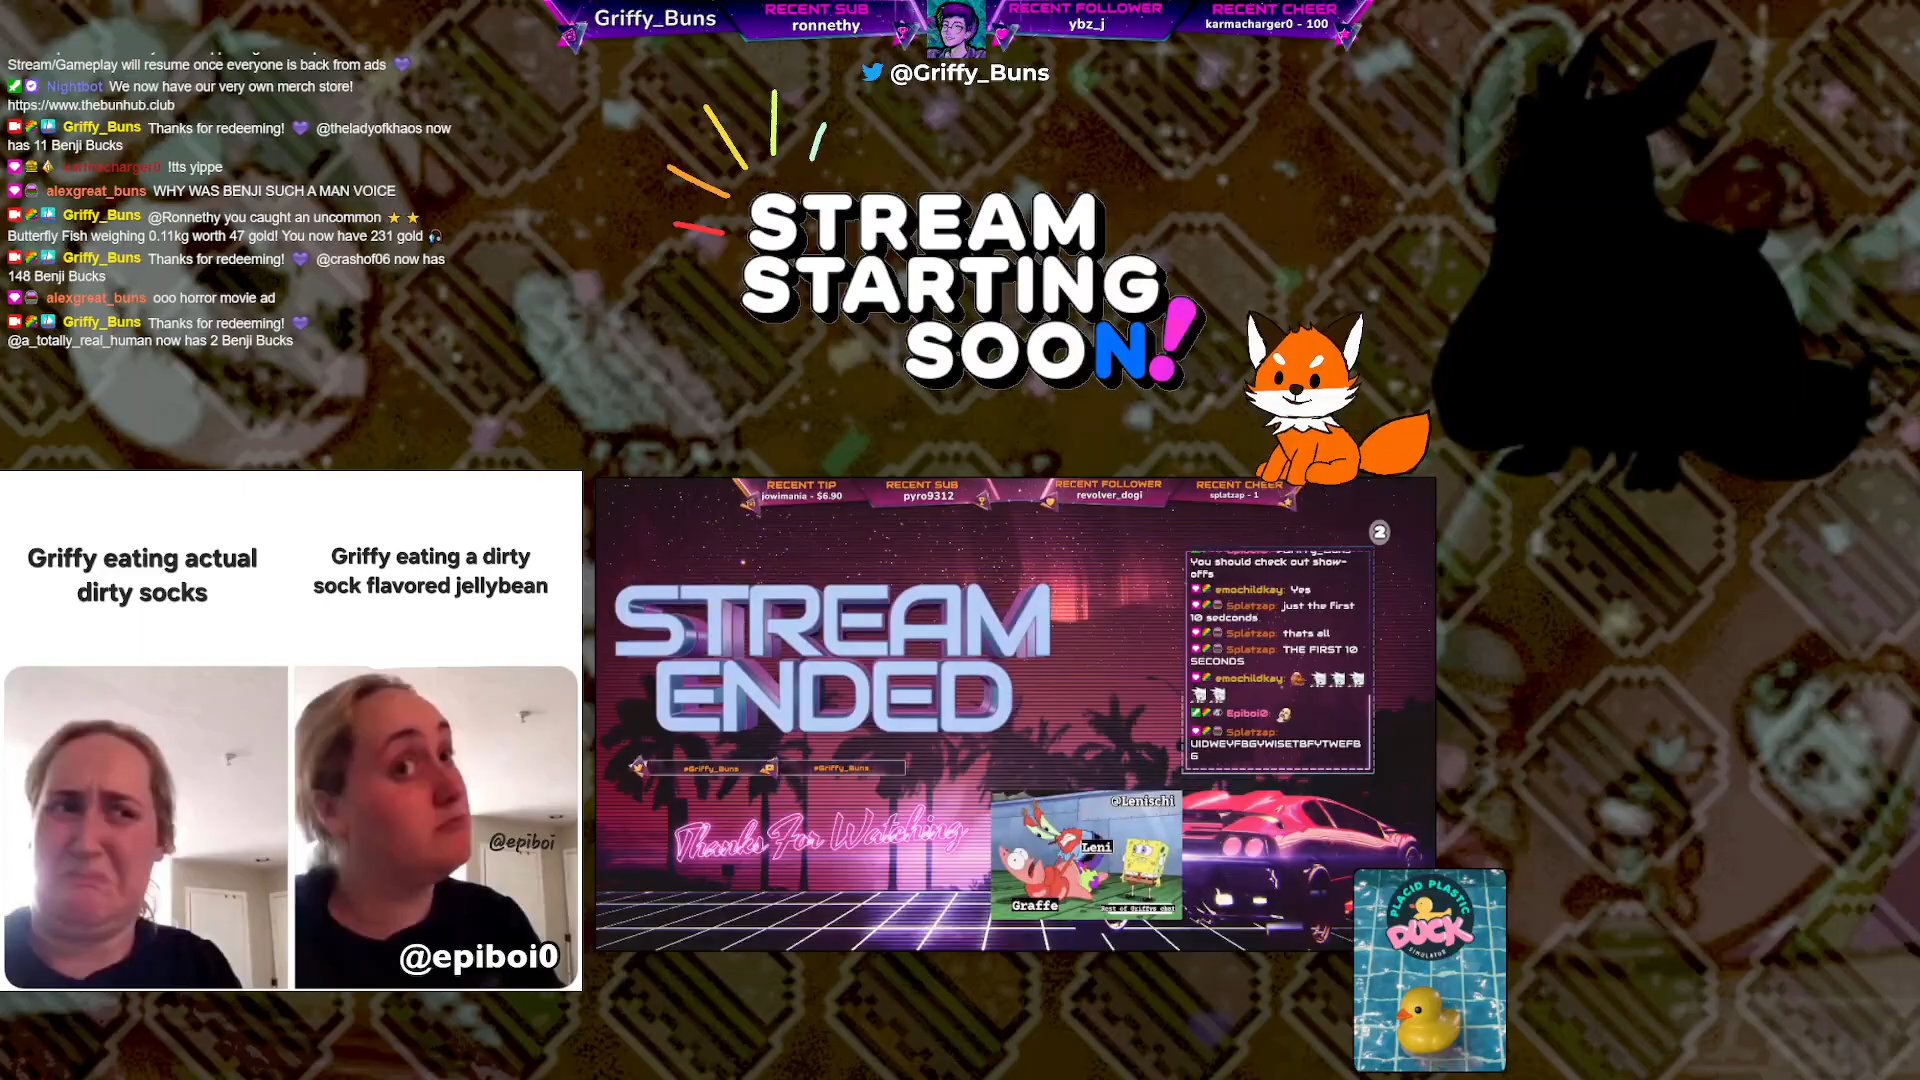 Griffy_Buns
RECENT SUB
ronnethy
RECENT FOLLOWER
ybz_j
RECENT CHEER
karmacharger0 - 100
@Griffy_Buns
Stream/Gameplay will resume once everyone is back from ads
Nightbot We now have our very own merch store!
https://www.thebunhub.club
Griffy_Buns Thanks for redeeming! @theladyofkhaos now
has 11 Benji Bucks
karmacharger0 !tts yippe
alexgreat_buns WHY WAS BENJI SUCH A MAN VOICE
Griffy_Buns @Ronnethy you caught an uncommon
Butterfly Fish weighing 0.11kg worth 47 gold! You now have 231 gold
Griffy_Buns Thanks for redeeming! @crashof06 now has
148 Benji Bucks
alexgreat_buns ooo horror movie ad
Griffy_Buns Thanks for redeeming!
@a_totally_real_human now has 2 Benji Bucks
STREAM
STARTING
SOON!
Griffy eating actual
dirty socks
Griffy eating a dirty
sock flavored jellybean
@epiboi
@epiboi0
RECENT TIP
jowimania - $6.90
RECENT SUB
pyro9312
RECENT FOLLOWER
revolver_dogi
RECENT CHEER
splatzap - 1
2
STREAM
ENDED
@Griffy_Buns
@Griffy_Buns
Thanks For Watching
You should check out show-
offs
emochildkay: Yes
Splatzap: just the first
10 sedconds
Splatzap: thats all
Splatzap: THE FIRST 10
SECONDS
emochildkay:
Epiboi0:
Splatzap:
UIDWEYFBGYWISETBFYTWEFB
G
@Lenischi
Leni
Graffe
Rest of Griffys chat
PLACID PLASTIC
DUCK
SIMULATOR